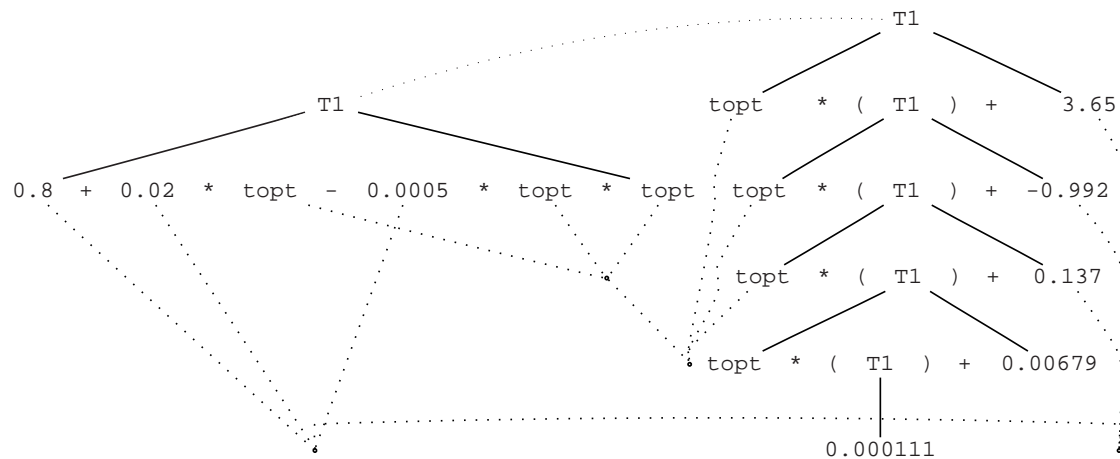 T1
T1
topt * ( T1 ) + 3.65
0.8 + 0.02 * topt - 0.0005 * topt * topt
topt * ( T1 ) + -0.992
topt * ( T1 ) + 0.137
topt * ( T1 ) + 0.00679
0.000111